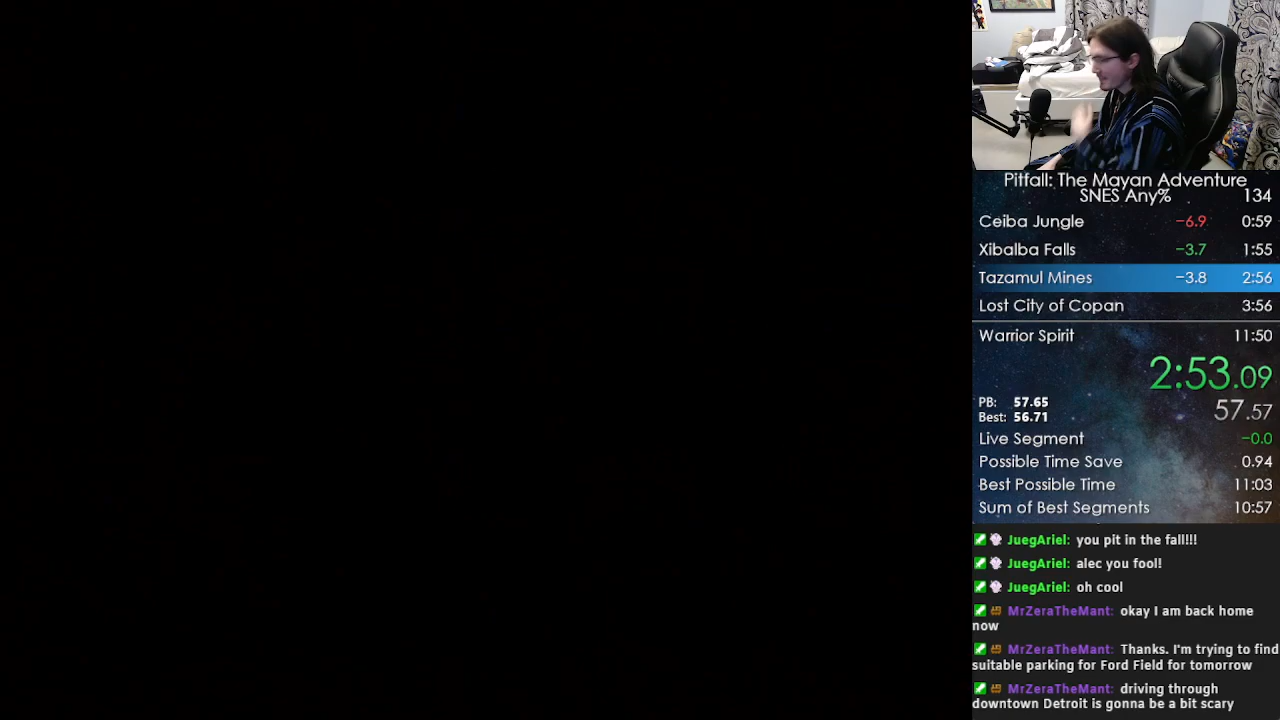 Pitfall: The Mayan Adventure
SNES Any% 134
Ceiba Jungle -6.9 0:59
Xibalba Falls -3.7 1:55
Tazamul Mines -3.8 2:56
Lost City of Copan 3:56
Warrior Spirit 11:50
2:53.09
PB: 57.65
57.57
Best: 56.71
Live Segment -0.0
Possible Time Save 0.94
Best Possible Time 11:03
Sum of Best Segments 10:57
JuegAriel: you pit in the fall!!!
JuegAriel: alec you fool!
JuegAriel: oh cool
MrZeraTheMant: okay I am back home
now
MrZeraTheMant: Thanks. I'm trying to find
suitable parking for Ford Field for tomorrow
MrZeraTheMant: driving through
downtown Detroit is gonna be a bit scary